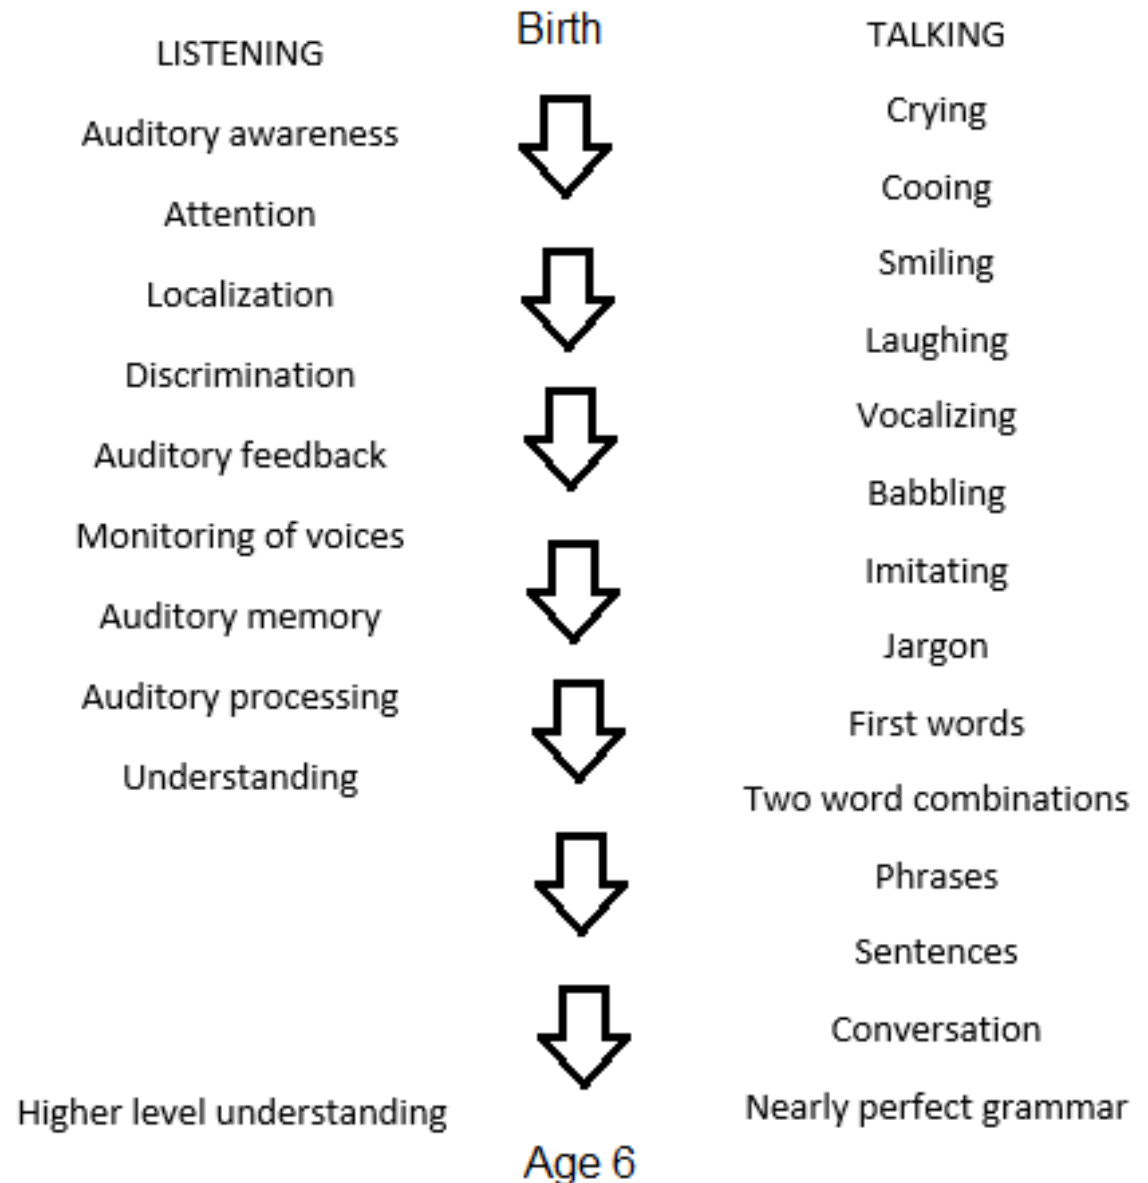 Birth
LISTENING
Auditory awareness
Attention
Localization
Discrimination
Auditory feedback
Monitoring of voices
Auditory memory
Auditory processing
Understanding
Higher level understanding
TALKING
Crying
Cooing
Smiling
Laughing
Vocalizing
Babbling
Imitating
Jargon
First words
Two word combinations
Phrases
Sentences
Conversation
Nearly perfect grammar
Age 6